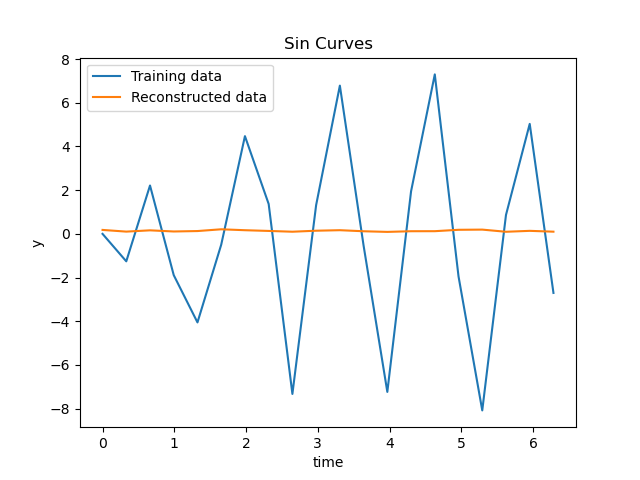 Sin Curves
Training data
Reconstructed data
8
6
4
2
0
−2
−4
−6
−8
y
0 1 2 3 4 5 6
time